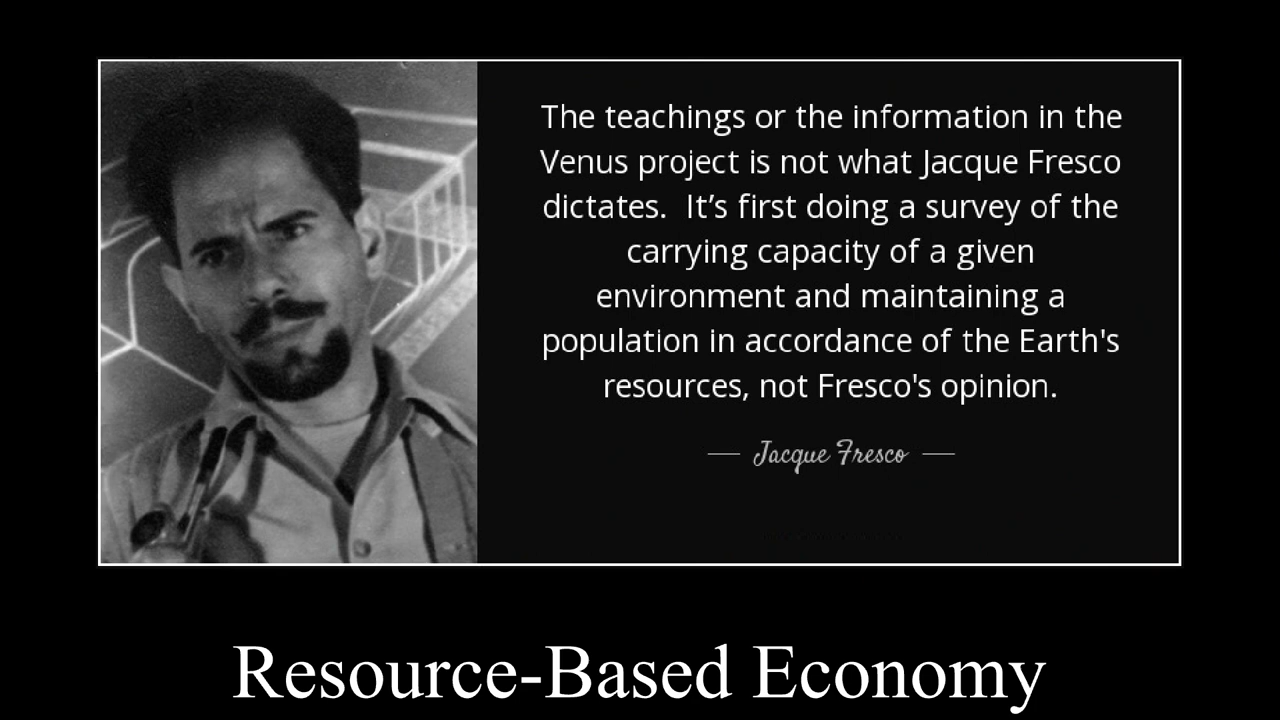 The teachings or the information in the
Venus project is not what Jacque Fresco
dictates.  It’s first doing a survey of the
carrying capacity of a given
environment and maintaining a
population in accordance of the Earth's
resources, not Fresco's opinion.
Jacque Fresco
Resource-Based Economy